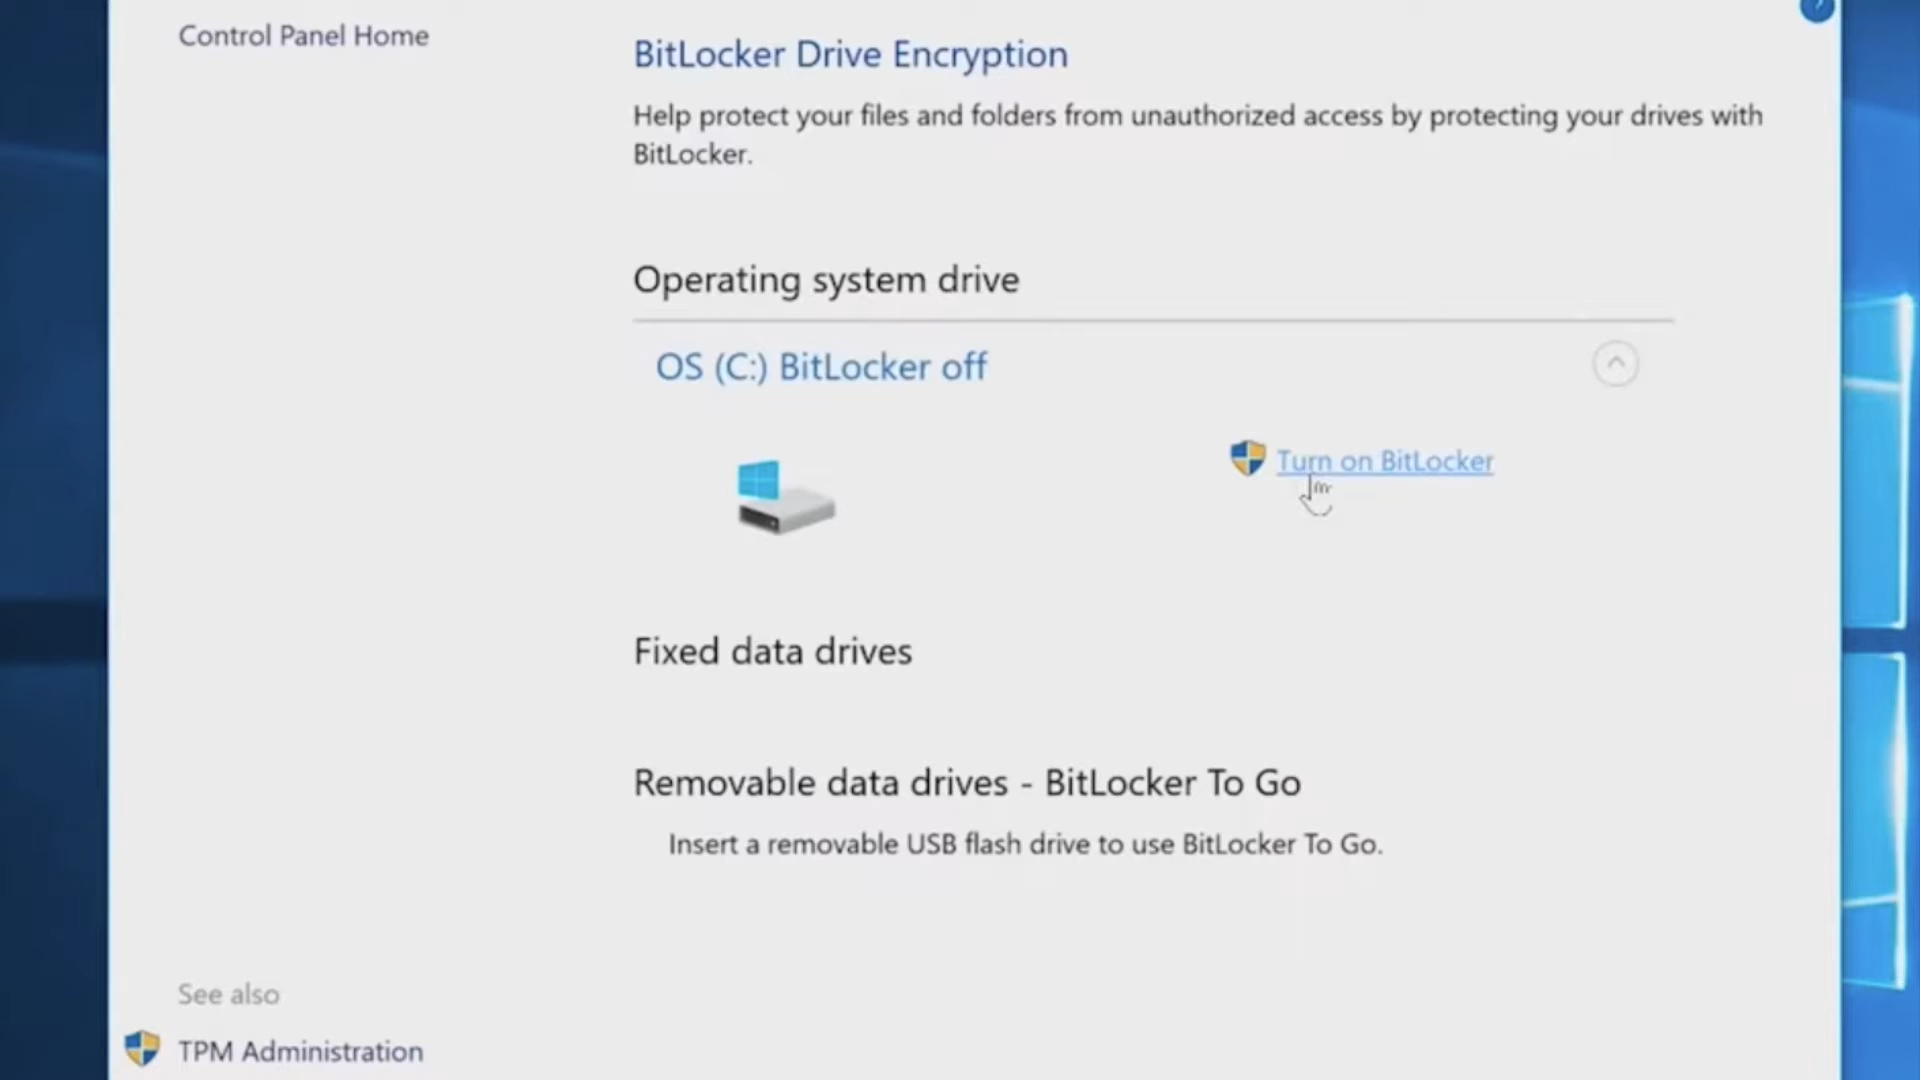 Control Panel Home
BitLocker Drive Encryption
Help protect your files and folders from unauthorized access by protecting your drives with
BitLocker.
Operating system drive
OS (C:) BitLocker off
Turn on BitLocker
Fixed data drives
Removable data drives - BitLocker To Go
Insert a removable USB flash drive to use BitLocker To Go.
See also
TPM Administration